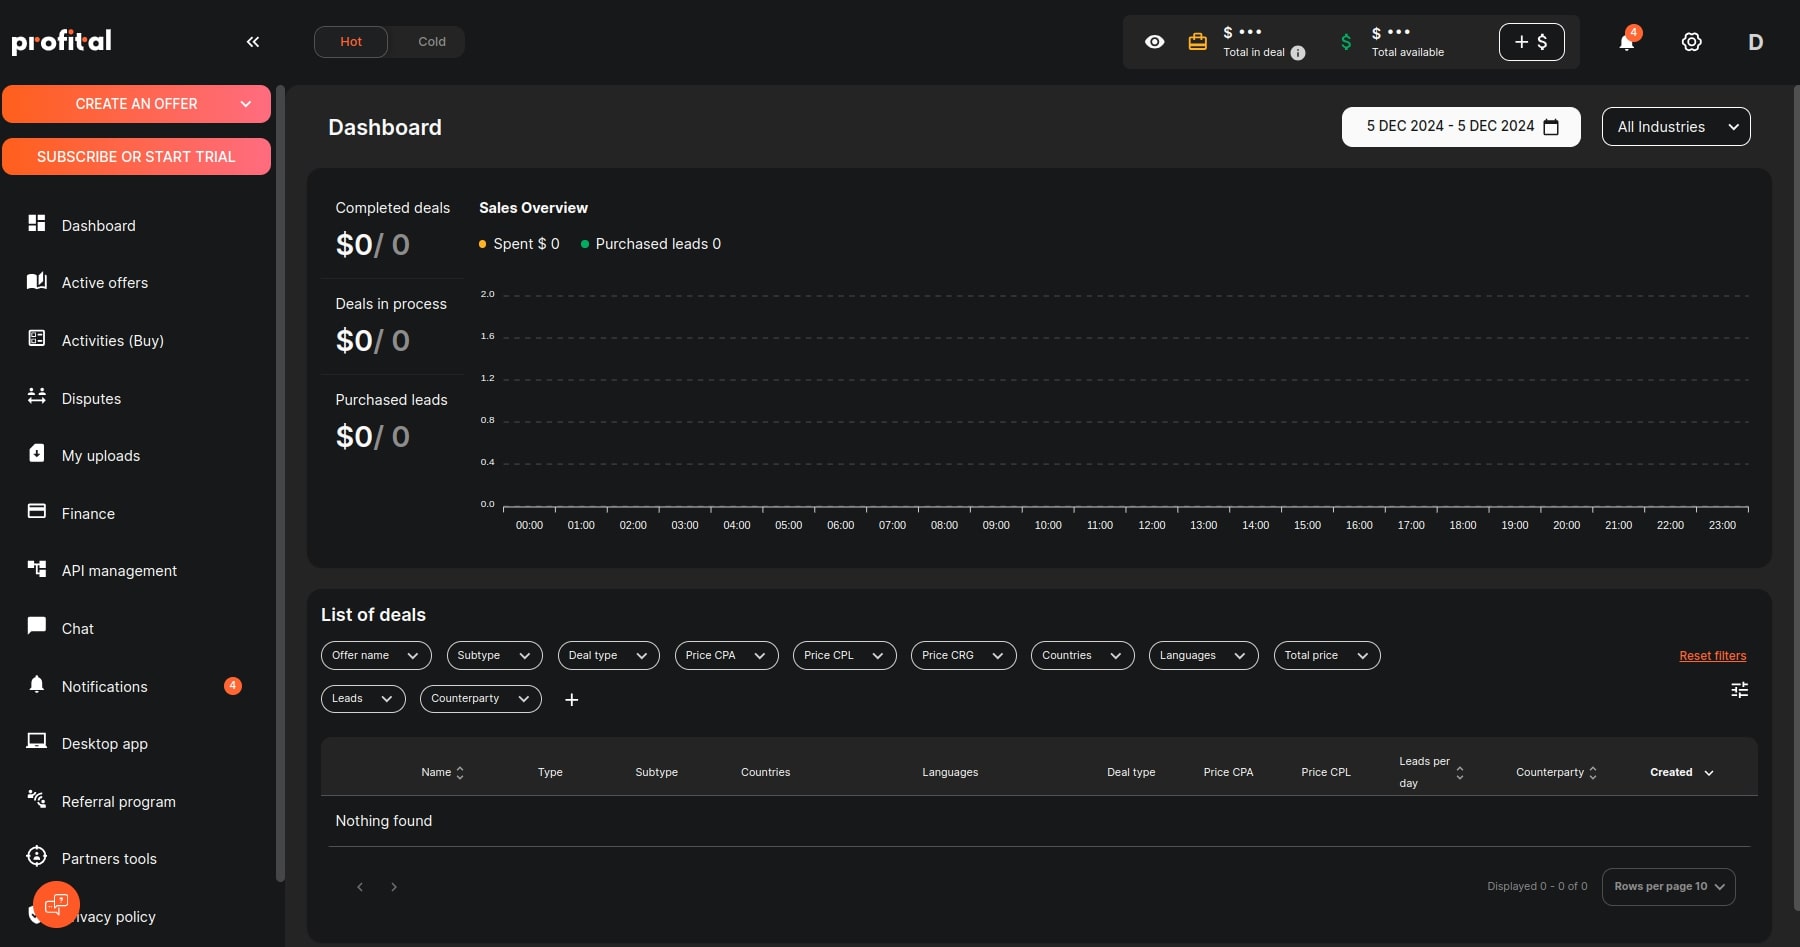 profital
Hot
Cold
$ •••
Total in deal
$ •••
Total available
+ $
4
D
CREATE AN OFFER
SUBSCRIBE OR START TRIAL
Dashboard
Active offers
Activities (Buy)
Disputes
My uploads
Finance
API management
Chat
Notifications
4
Desktop app
Referral program
Partners tools
ivacy policy
Dashboard
5 DEC 2024 - 5 DEC 2024
All Industries
Completed deals
$0/ 0
Deals in process
$0/ 0
Purchased leads
$0/ 0
Sales Overview
Spent $ 0
Purchased leads 0
2.0
1.6
1.2
0.8
0.4
0.0
00:00 01:00 02:00 03:00 04:00 05:00 06:00 07:00 08:00 09:00 10:00 11:00 12:00 13:00 14:00 15:00 16:00 17:00 18:00 19:00 20:00 21:00 22:00 23:00
List of deals
Offer name Subtype Deal type Price CPA Price CPL Price CRG Countries Languages Total price
Reset filters
Leads Counterparty +
Name Type Subtype Countries Languages Deal type Price CPA Price CPL Leads per day Counterparty Created
Nothing found
Displayed 0 - 0 of 0
Rows per page 10